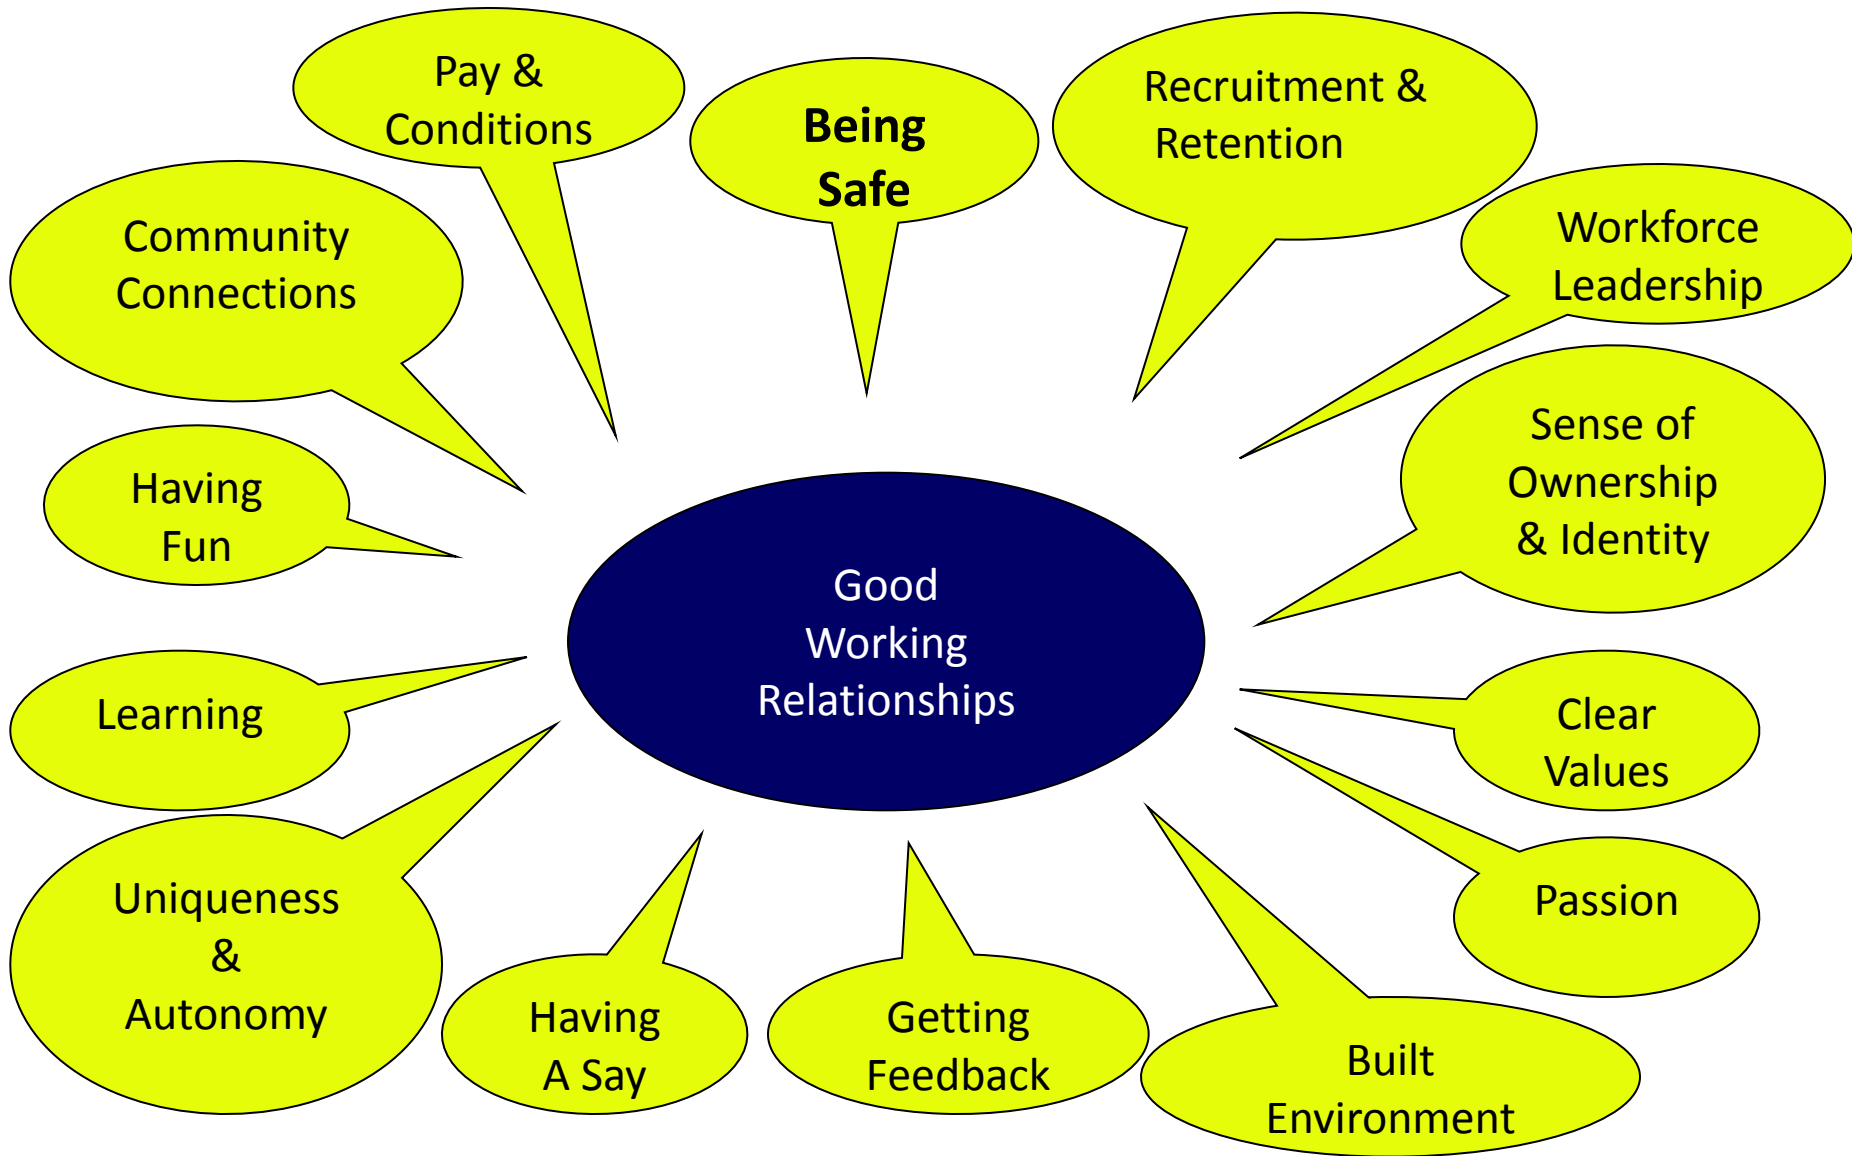 Pay &
Conditions
Being
Safe
Recruitment &
Retention
Community
Connections
Workforce
Leadership
Having
Fun
Sense of
Ownership
& Identity
Good
Working
Relationships
Learning
Clear
Values
Uniqueness
&
Autonomy
Passion
Having
A Say
Getting
Feedback
Built
Environment